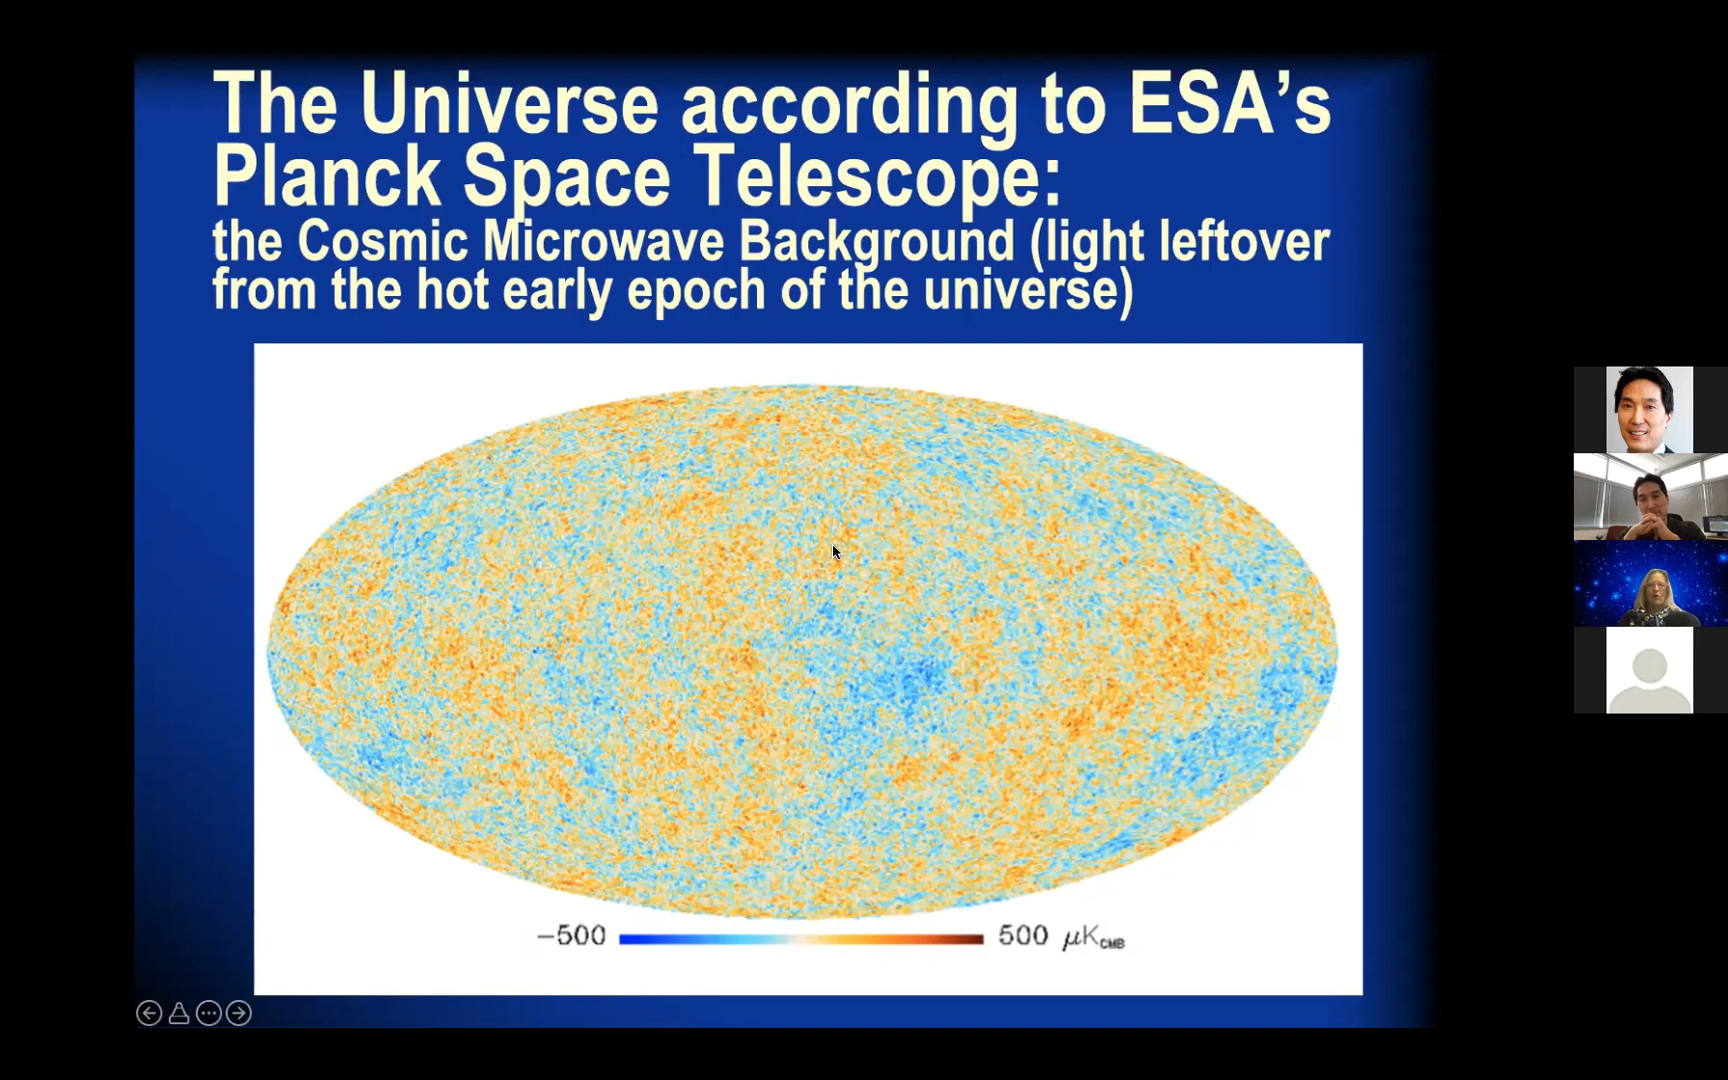 The Universe according to ESA’s
Planck Space Telescope:
the Cosmic Microwave Background (light leftover
from the hot early epoch of the universe)
−500 500 μK_CMB